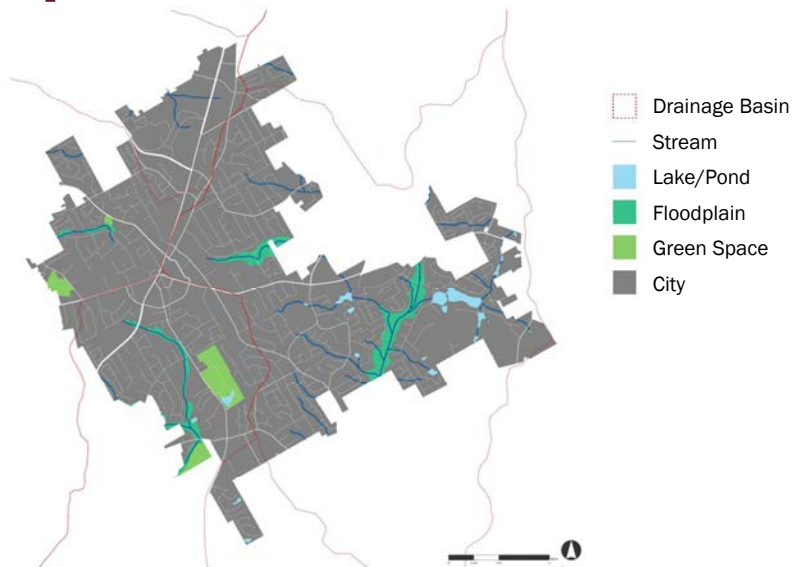 Drainage Basin
Stream
Lake/Pond
Floodplain
Green Space
City